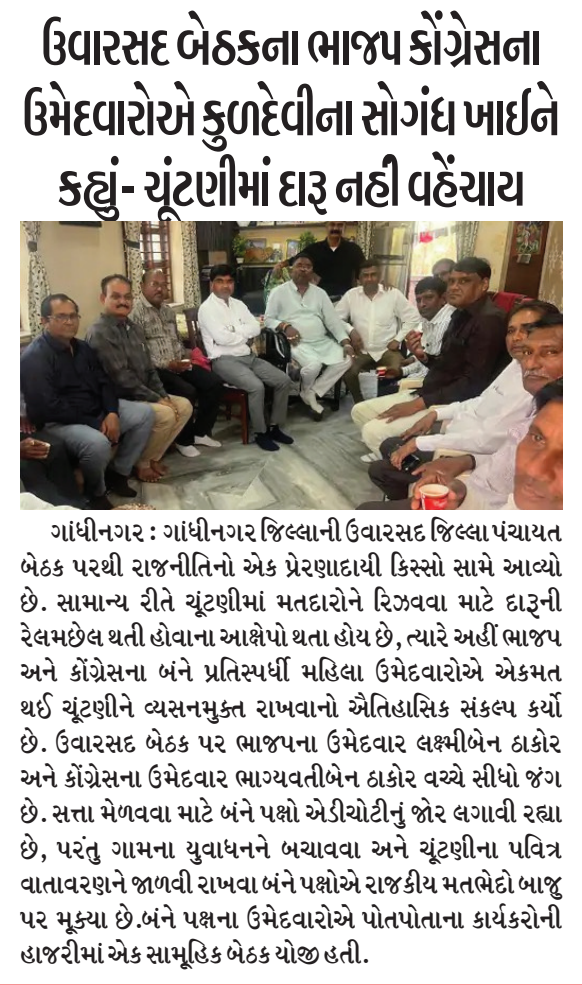 ઉવારસદ બેઠકના ભાજપ કોંગ્રેસના
ઉમેદવારોએ કુળદેવીના સોગંધ ખાઈને
કહ્યું- ચૂંટણીમાં દારૂ નહીં વહેંચાય
ગાંધીનગર : ગાંધીનગર જિલ્લાની ઉવારસદ જિલ્લા પંચાયત
બેઠક પરથી રાજનીતિનો એક પ્રેરણાદાયી કિસ્સો સામે આવ્યો
છે. સામાન્ય રીતે ચૂંટણીમાં મતદારોને રિઝવવા માટે દારૂની
રેલમછેલ થતી હોવાના આક્ષેપો થતા હોય છે, ત્યારે અહીં ભાજપ
અને કોંગ્રેસના બંને પ્રતિસ્પર્ધી મહિલા ઉમેદવારોએ એકમત
થઈ ચૂંટણીને વ્યસનમુક્ત રાખવાનો ઐતિહાસિક સંકલ્પ કર્યો
છે. ઉવારસદ બેઠક પર ભાજપના ઉમેદવાર લક્ષ્મીબેન ઠાકોર
અને કોંગ્રેસના ઉમેદવાર ભાગ્યવતીબેન ઠાકોર વચ્ચે સીધો જંગ
છે. સત્તા મેળવવા માટે બંને પક્ષો એડીચોટીનું જોર લગાવી રહ્યા
છે, પરંતુ ગામના યુવાધનને બચાવવા અને ચૂંટણીના પવિત્ર
વાતાવરણને જાળવી રાખવા બંને પક્ષોએ રાજકીય મતભેદો બાજુ
પર મૂક્યા છે.બંને પક્ષના ઉમેદવારોએ પોતપોતાના કાર્યકરોની
હાજરીમાં એક સામૂહિક બેઠક યોજી હતી.